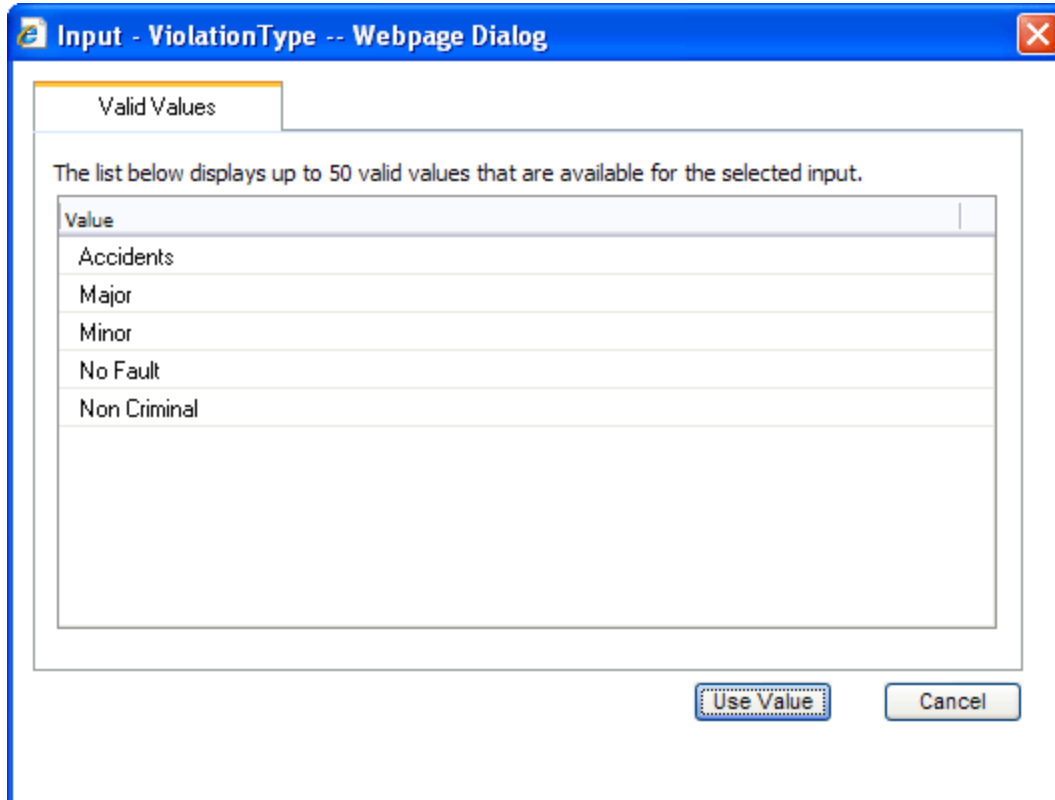 Input - ViolationType -- Webpage Dialog
Valid Values
The list below displays up to 50 valid values that are available for the selected input.
Value
Accidents
Major
Minor
No Fault
Non Criminal
Use Value
Cancel